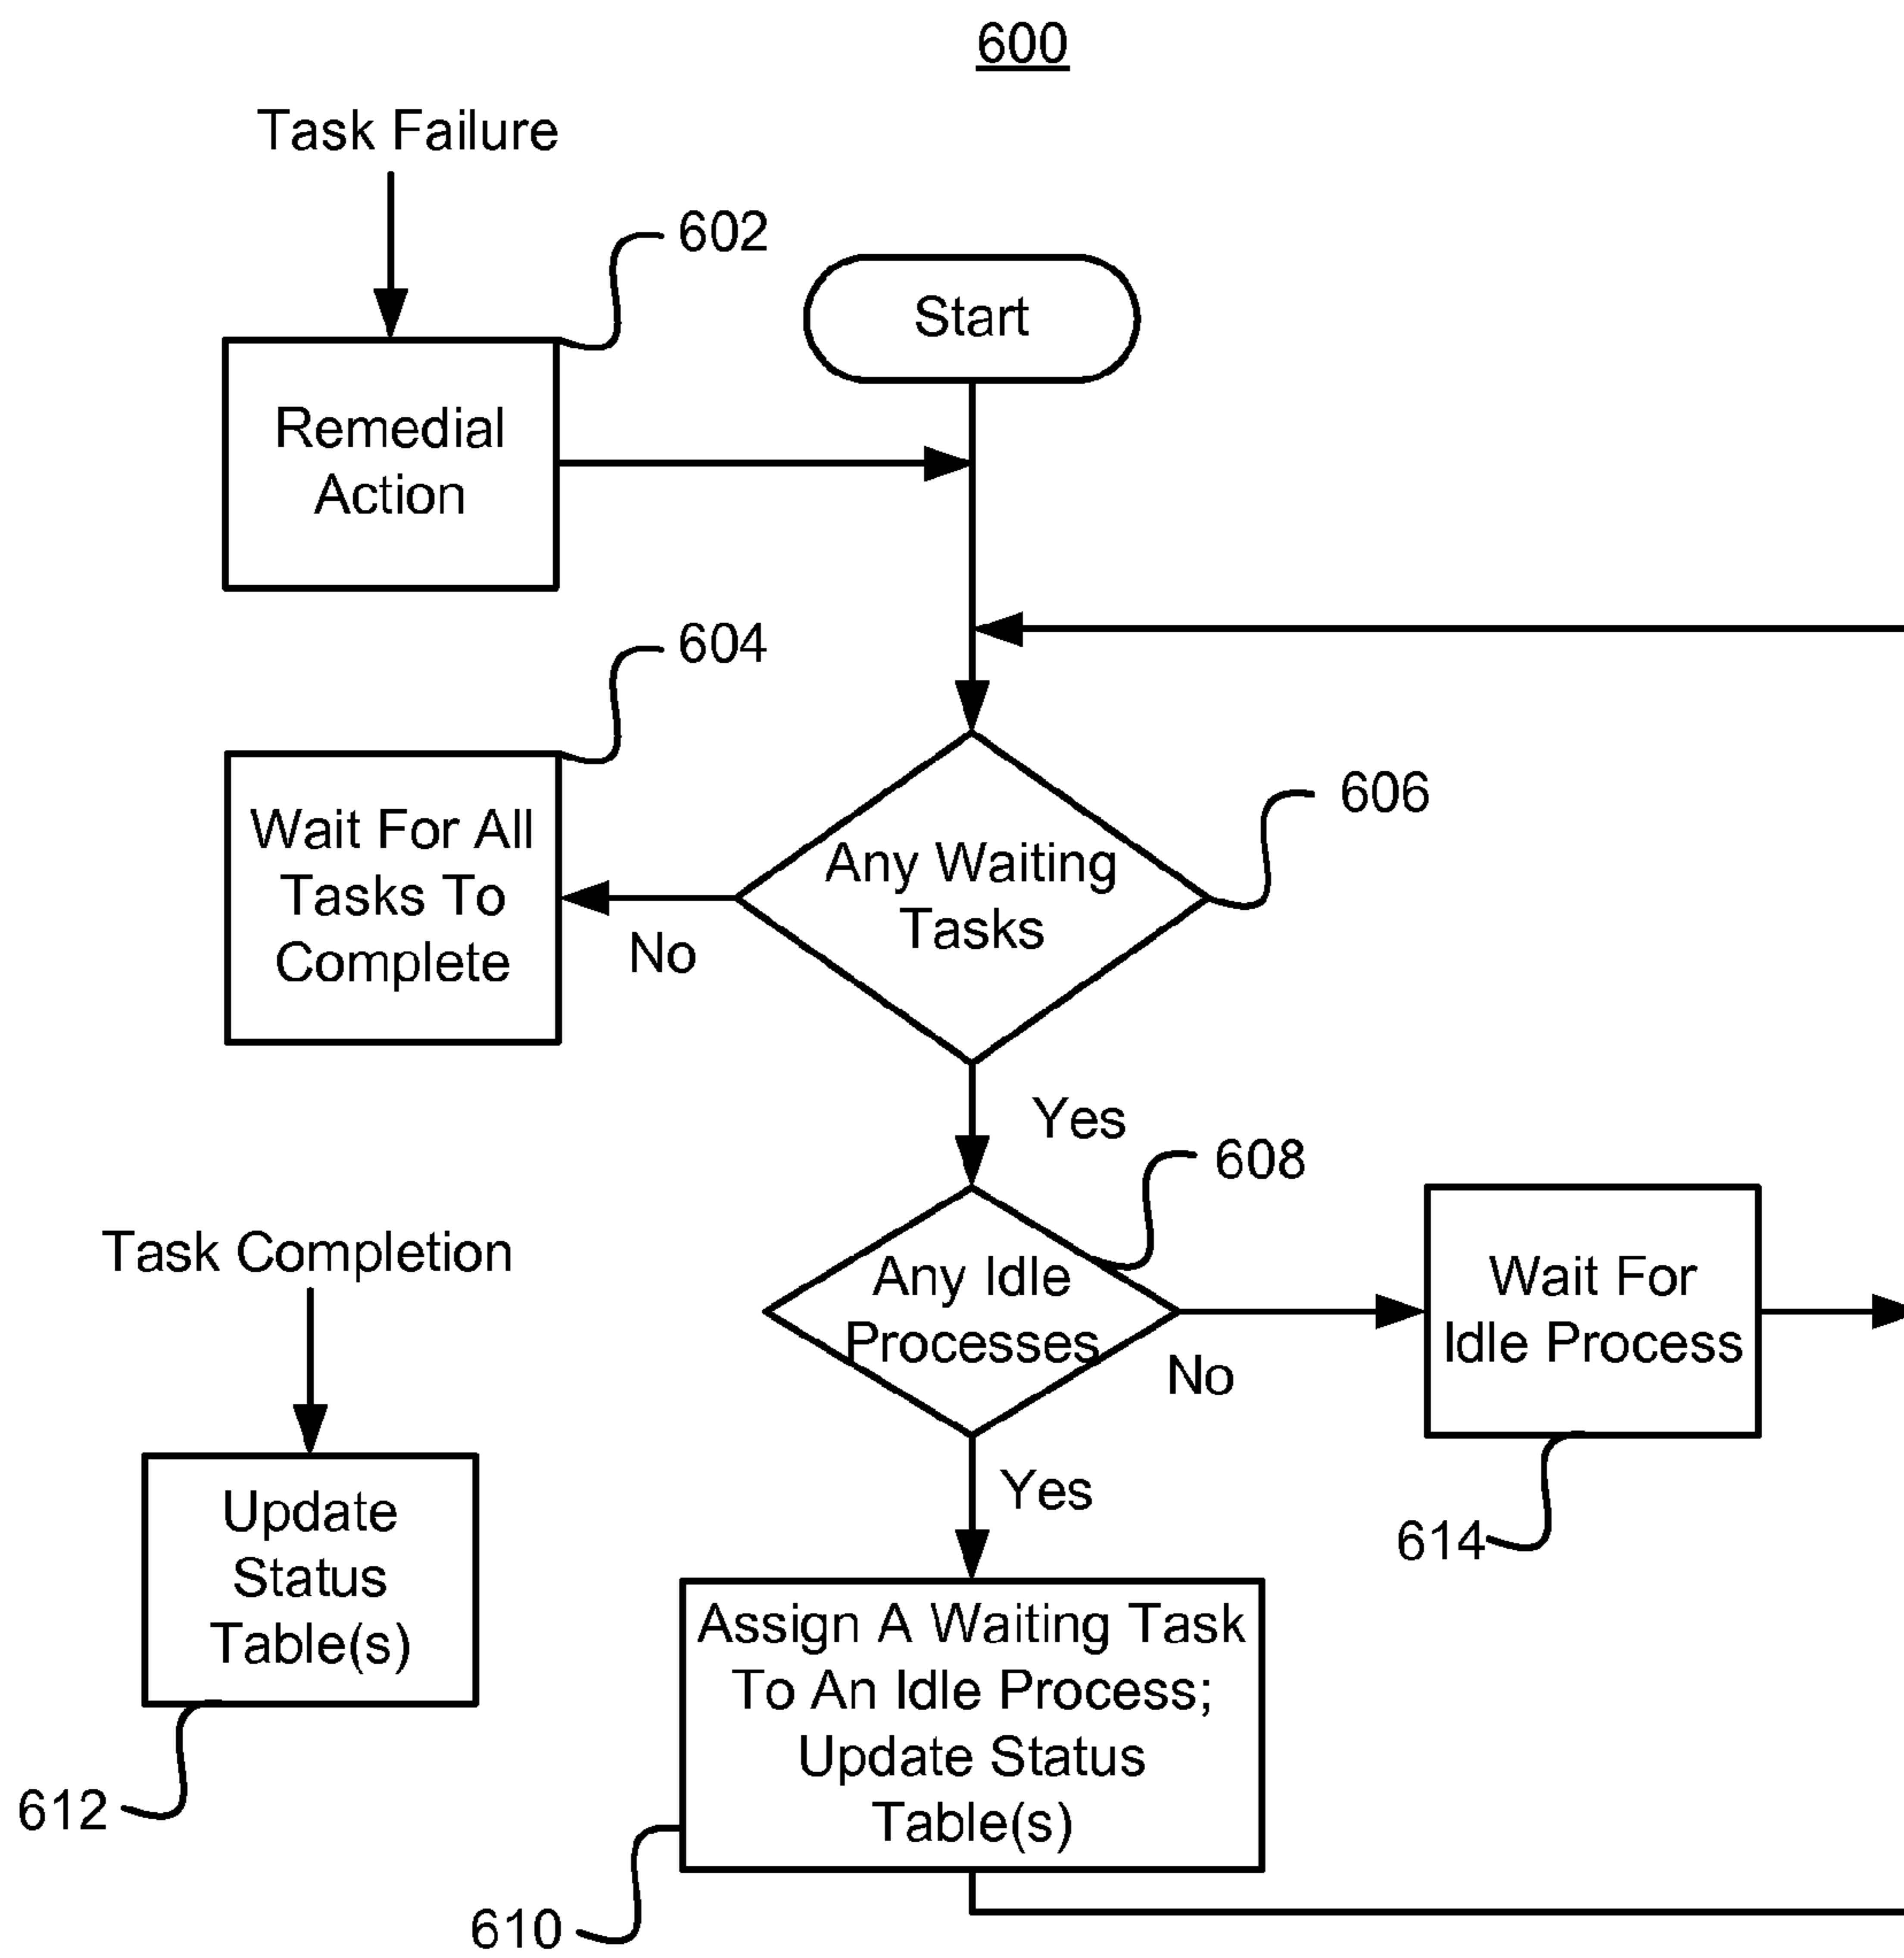 600
Task Failure
602
Start
Remedial
Action
604
Wait For All
Tasks To
Complete
606
Any Waiting
Tasks
No
Yes
608
Task Completion
Any Idle
Processes
No
Wait For
Idle Process
614
Yes
Update
Status
Table(s)
612
Assign A Waiting Task
To An Idle Process;
Update Status
Table(s)
610